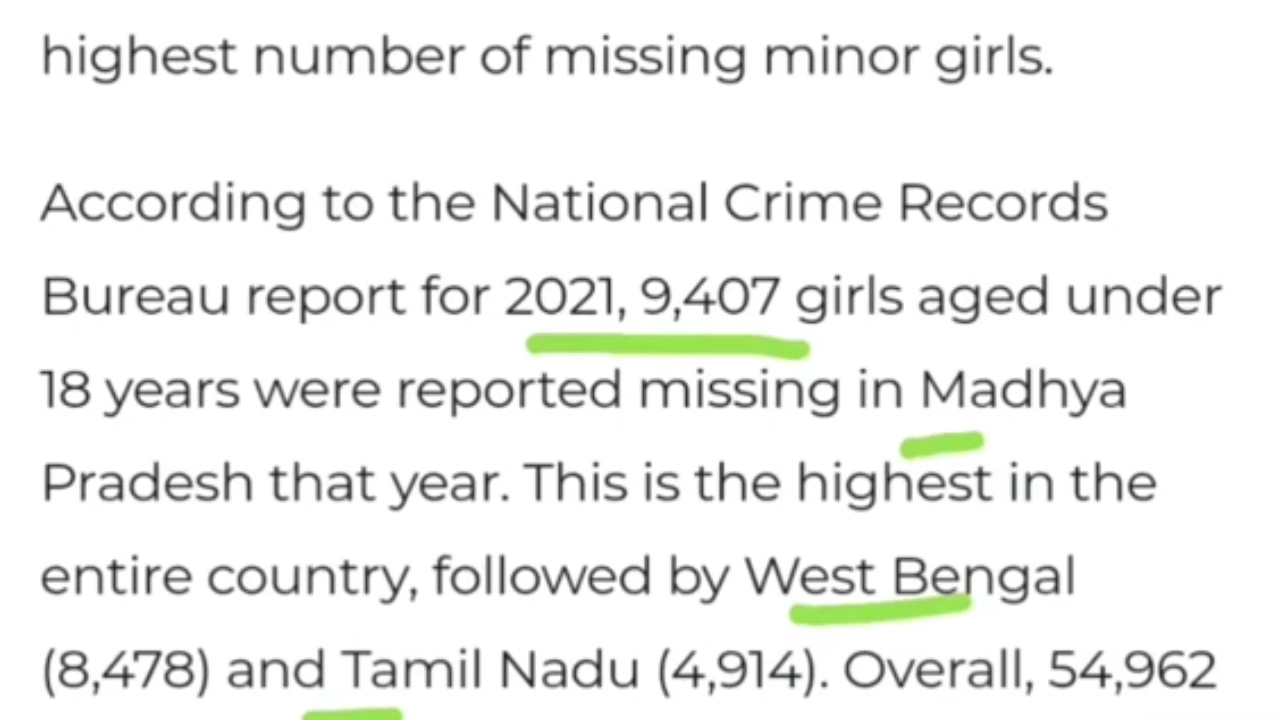 highest number of missing minor girls.
According to the National Crime Records
Bureau report for 2021, 9,407 girls aged under
18 years were reported missing in Madhya
Pradesh that year. This is the highest in the
entire country, followed by West Bengal
(8,478) and Tamil Nadu (4,914). Overall, 54,962